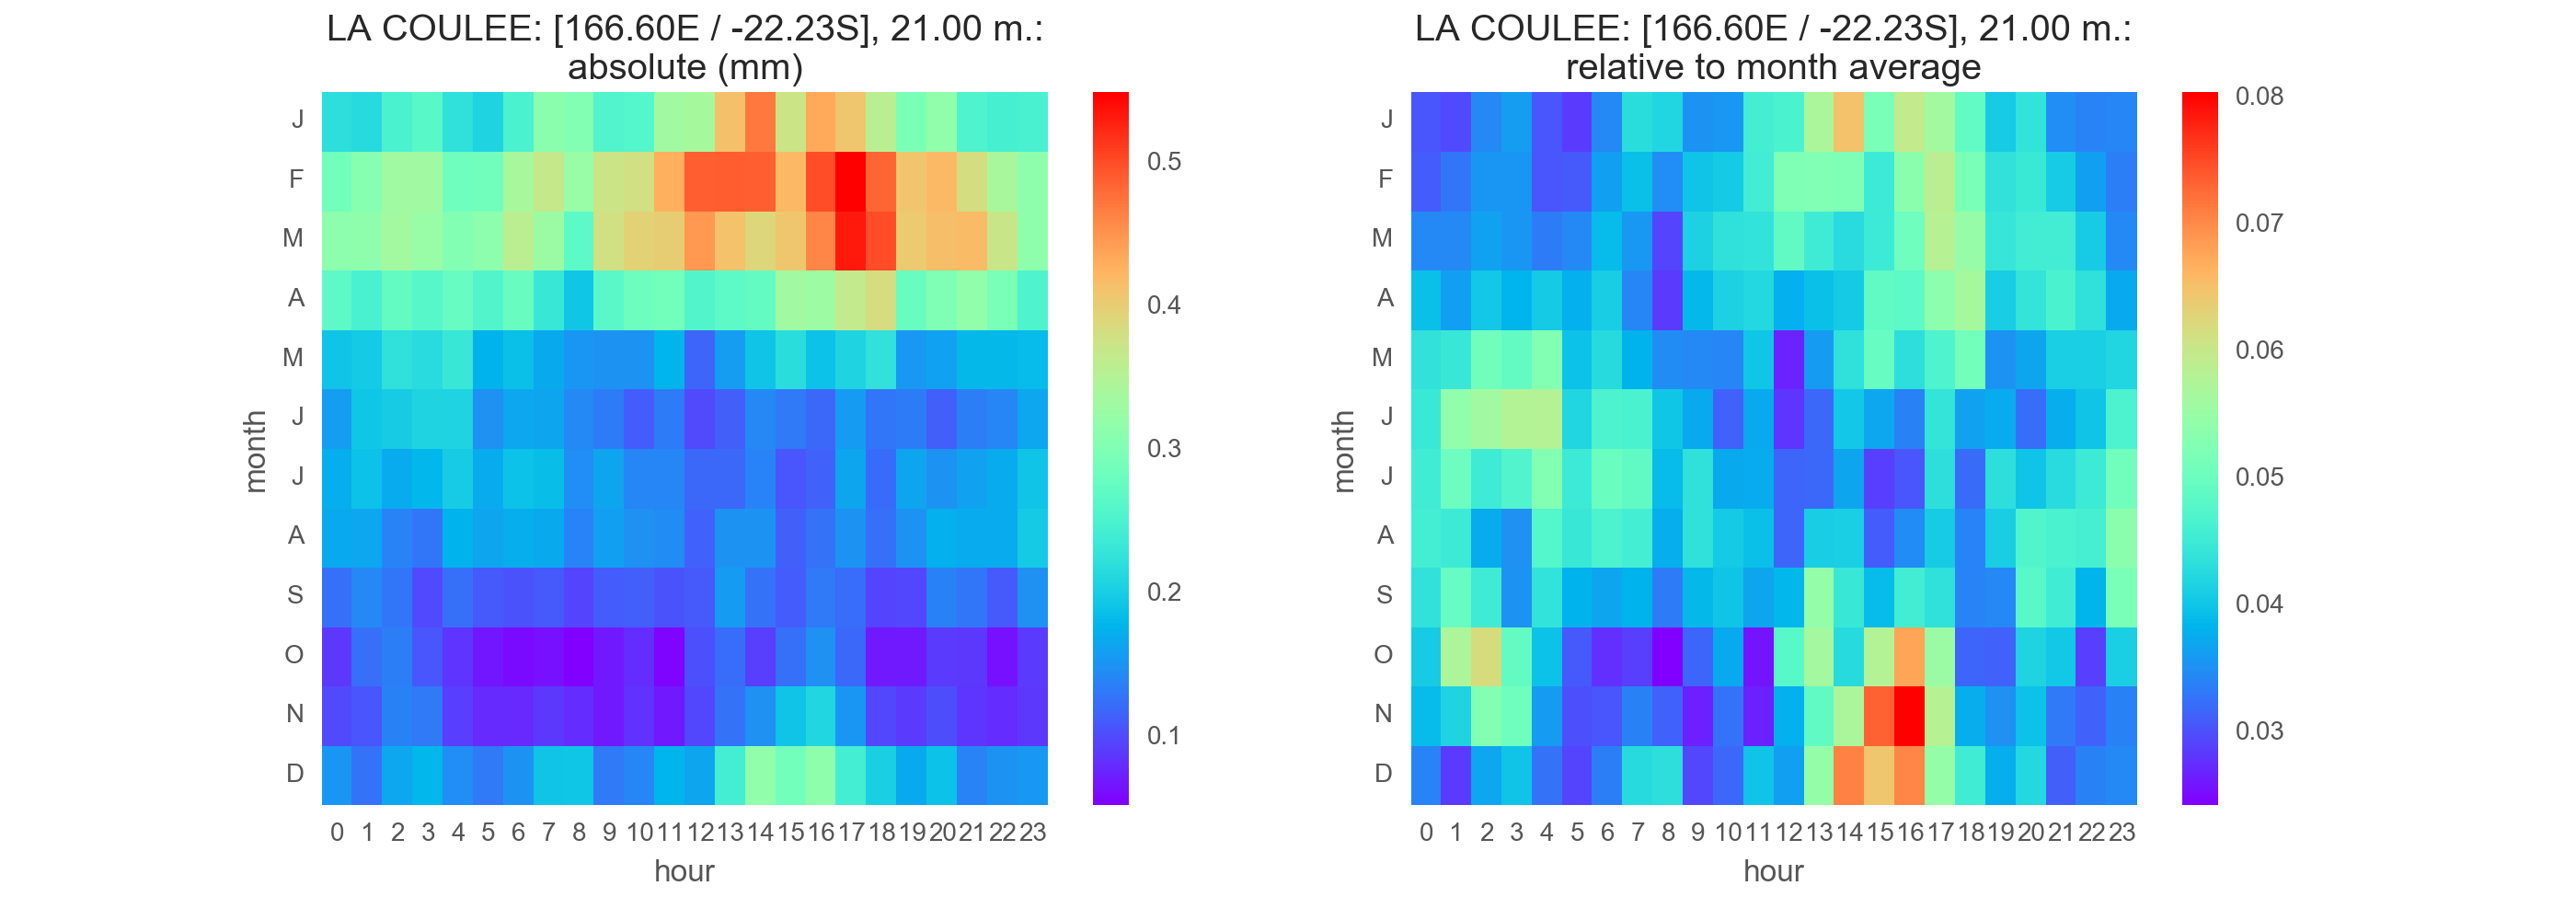 LA COULEE: [166.60E / -22.23S], 21.00 m.:
absolute (mm)
J
F
M
A
M
J
J
A
S
O
N
D
month
0 1 2 3 4 5 6 7 8 9 10 11 12 13 14 15 16 17 18 19 20 21 22 23
hour
0.5
0.4
0.3
0.2
0.1
LA COULEE: [166.60E / -22.23S], 21.00 m.:
relative to month average
J
F
M
A
M
J
J
A
S
O
N
D
month
0 1 2 3 4 5 6 7 8 9 10 11 12 13 14 15 16 17 18 19 20 21 22 23
hour
0.08
0.07
0.06
0.05
0.04
0.03